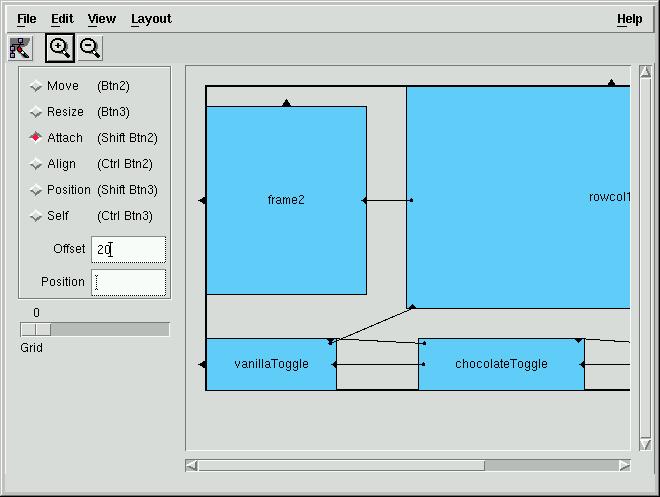 File Edit View Layout Help
Move (Btn2)
Resize (Btn3)
Attach (Shift Btn2)
Align (Ctrl Btn2)
Position (Shift Btn3)
Self (Ctrl Btn3)
Offset 20
Position
0
Grid
frame2
rowcol1
vanillaToggle
chocolateToggle